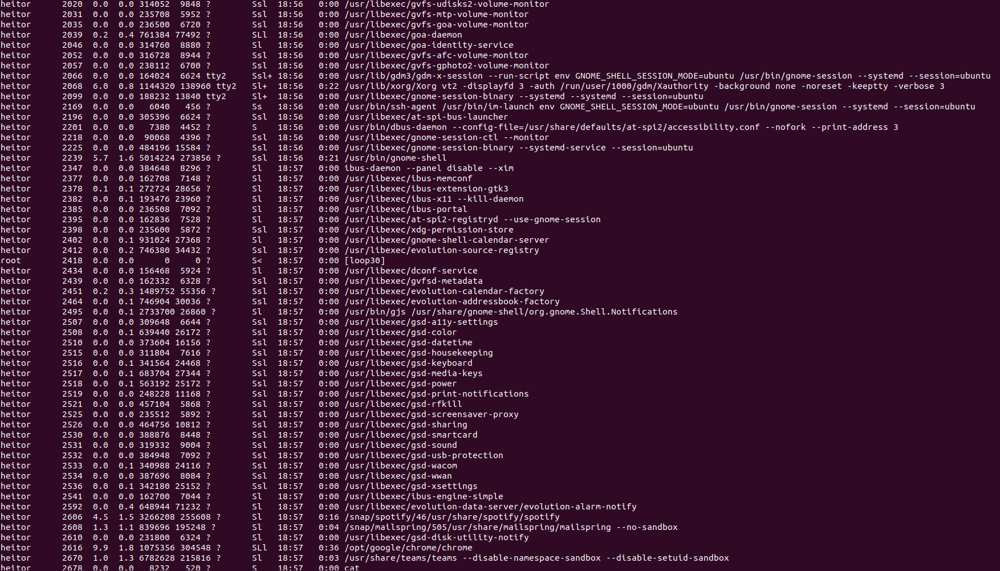 heitor      2020  0.0  0.0 314052  9848 ?        Ssl  18:56   0:00 /usr/libexec/gvfs-udisks2-volume-monitor
heitor      2031  0.0  0.0 235708  5952 ?        Ssl  18:56   0:00 /usr/libexec/gvfs-mtp-volume-monitor
heitor      2035  0.0  0.0 236500  6720 ?        Ssl  18:56   0:00 /usr/libexec/gvfs-goa-volume-monitor
heitor      2039  0.2  0.4 761384 77492 ?        SLl  18:56   0:00 /usr/libexec/goa-daemon
heitor      2046  0.0  0.0 314760  8880 ?        Sl   18:56   0:00 /usr/libexec/goa-identity-service
heitor      2052  0.0  0.0 316728  8944 ?        Ssl  18:56   0:00 /usr/libexec/gvfs-afc-volume-monitor
heitor      2057  0.0  0.0 238112  6700 ?        Ssl  18:56   0:00 /usr/libexec/gvfs-gphoto2-volume-monitor
heitor      2066  0.0  0.0 164024  6624 tty2     Ssl+ 18:56   0:00 /usr/lib/gdm3/gdm-x-session --run-script env GNOME_SHELL_SESSION_MODE=ubuntu /usr/bin/gnome-session --systemd --session=ubuntu
heitor      2068  6.0  0.8 1144320 138960 tty2   Sl+  18:56   0:22 /usr/lib/xorg/Xorg vt2 -displayfd 3 -auth /run/user/1000/gdm/Xauthority -background none -noreset -keeptty -verbose 3
heitor      2099  0.0  0.0 188232 13840 tty2     Sl+  18:56   0:00 /usr/libexec/gnome-session-binary --systemd --systemd --session=ubuntu
heitor      2169  0.0  0.0   6040   456 ?        Ss   18:56   0:00 /usr/bin/ssh-agent /usr/bin/im-launch env GNOME_SHELL_SESSION_MODE=ubuntu /usr/bin/gnome-session --systemd --session=ubuntu
heitor      2196  0.0  0.0 305396  6624 ?        Ssl  18:56   0:00 /usr/libexec/at-spi-bus-launcher
heitor      2201  0.0  0.0   7380  4452 ?        S    18:56   0:00 /usr/bin/dbus-daemon --config-file=/usr/share/defaults/at-spi2/accessibility.conf --nofork --print-address 3
heitor      2218  0.0  0.0  90068  4396 ?        Ssl  18:56   0:00 /usr/libexec/gnome-session-ctl --monitor
heitor      2225  0.0  0.0 484196 15584 ?        Ssl  18:56   0:00 /usr/libexec/gnome-session-binary --systemd-service --session=ubuntu
heitor      2239  5.7  1.6 5014224 273856 ?      Ssl  18:56   0:21 /usr/bin/gnome-shell
heitor      2347  0.0  0.0 384648  8296 ?        Sl   18:57   0:00 ibus-daemon --panel disable --xim
heitor      2377  0.0  0.0 162708  7148 ?        Sl   18:57   0:00 /usr/libexec/ibus-memconf
heitor      2378  0.1  0.1 272724 28656 ?        Sl   18:57   0:00 /usr/libexec/ibus-extension-gtk3
heitor      2382  0.0  0.1 193476 23960 ?        Sl   18:57   0:00 /usr/libexec/ibus-x11 --kill-daemon
heitor      2385  0.0  0.0 236508  7092 ?        Sl   18:57   0:00 /usr/libexec/ibus-portal
heitor      2395  0.0  0.0 162836  7528 ?        Sl   18:57   0:00 /usr/libexec/at-spi2-registryd --use-gnome-session
heitor      2398  0.0  0.0 235600  5872 ?        Ssl  18:57   0:00 /usr/libexec/xdg-permission-store
heitor      2402  0.0  0.1 931024 27368 ?        Sl   18:57   0:00 /usr/libexec/gnome-shell-calendar-server
heitor      2412  0.0  0.2 746380 34432 ?        Ssl  18:57   0:00 /usr/libexec/evolution-source-registry
root        2418  0.0  0.0      0     0 ?        S<   18:57   0:00 [loop30]
heitor      2434  0.0  0.0 156468  5924 ?        Sl   18:57   0:00 /usr/libexec/dconf-service
heitor      2439  0.0  0.0 162332  6328 ?        Ssl  18:57   0:00 /usr/libexec/gvfsd-metadata
heitor      2451  0.2  0.3 1489752 55356 ?       Ssl  18:57   0:00 /usr/libexec/evolution-calendar-factory
heitor      2464  0.0  0.1 746904 30036 ?        Ssl  18:57   0:00 /usr/libexec/evolution-addressbook-factory
heitor      2495  0.0  0.1 2733700 26860 ?       Sl   18:57   0:00 /usr/bin/gjs /usr/share/gnome-shell/org.gnome.Shell.Notifications
heitor      2507  0.0  0.0 309648  6644 ?        Ssl  18:57   0:00 /usr/libexec/gsd-a11y-settings
heitor      2508  0.0  0.1 639440 26172 ?        Ssl  18:57   0:00 /usr/libexec/gsd-color
heitor      2510  0.0  0.0 373604 16156 ?        Ssl  18:57   0:00 /usr/libexec/gsd-datetime
heitor      2515  0.0  0.0 311804  7616 ?        Ssl  18:57   0:00 /usr/libexec/gsd-housekeeping
heitor      2516  0.0  0.1 341564 24468 ?        Ssl  18:57   0:00 /usr/libexec/gsd-keyboard
heitor      2517  0.0  0.1 683704 27344 ?        Ssl  18:57   0:00 /usr/libexec/gsd-media-keys
heitor      2518  0.0  0.1 563192 25172 ?        Ssl  18:57   0:00 /usr/libexec/gsd-power
heitor      2519  0.0  0.0 248228 11168 ?        Ssl  18:57   0:00 /usr/libexec/gsd-print-notifications
heitor      2521  0.0  0.0 457104  5868 ?        Ssl  18:57   0:00 /usr/libexec/gsd-rfkill
heitor      2525  0.0  0.0 235512  5892 ?        Ssl  18:57   0:00 /usr/libexec/gsd-screensaver-proxy
heitor      2526  0.0  0.0 464756 10812 ?        Ssl  18:57   0:00 /usr/libexec/gsd-sharing
heitor      2530  0.0  0.0 388876  8448 ?        Ssl  18:57   0:00 /usr/libexec/gsd-smartcard
heitor      2531  0.0  0.0 319332  9004 ?        Ssl  18:57   0:00 /usr/libexec/gsd-sound
heitor      2532  0.0  0.0 384948  7092 ?        Ssl  18:57   0:00 /usr/libexec/gsd-usb-protection
heitor      2533  0.0  0.1 340988 24116 ?        Ssl  18:57   0:00 /usr/libexec/gsd-wacom
heitor      2534  0.0  0.0 387696  8084 ?        Ssl  18:57   0:00 /usr/libexec/gsd-wwan
heitor      2536  0.0  0.1 342180 25152 ?        Ssl  18:57   0:00 /usr/libexec/gsd-xsettings
heitor      2541  0.0  0.0 162700  7044 ?        Sl   18:57   0:00 /usr/libexec/ibus-engine-simple
heitor      2592  0.0  0.4 648944 71232 ?        Sl   18:57   0:00 /usr/libexec/evolution-data-server/evolution-alarm-notify
heitor      2606  4.5  1.5 3266208 255608 ?      Sl   18:57   0:16 /snap/spotify/46/usr/share/spotify/spotify
heitor      2608  1.3  1.1 839696 195248 ?       Sl   18:57   0:04 /snap/mailspring/505/usr/share/mailspring/mailspring --no-sandbox
heitor      2610  0.0  0.0 231800  6324 ?        Sl   18:57   0:00 /usr/libexec/gsd-disk-utility-notify
heitor      2616  9.9  1.8 1075356 304548 ?      SLl  18:57   0:36 /opt/google/chrome/chrome
heitor      2670  1.0  1.3 6782628 215816 ?      Sl   18:57   0:03 /usr/share/teams/teams --disable-namespace-sandbox --disable-setuid-sandbox
heitor      2678  0.0  0.0   8232   520 ?        S    18:57   0:00 cat